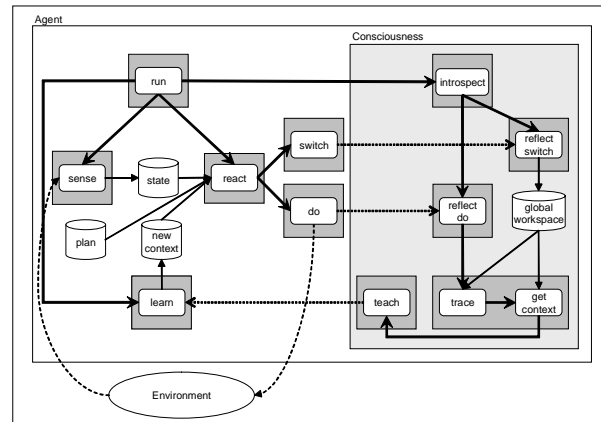 Agent
Consciousness
run
introspect
switch
reflect
switch
sense
state
react
do
reflect
do
global
workspace
plan
new
context
learn
teach
trace
get
context
Environment